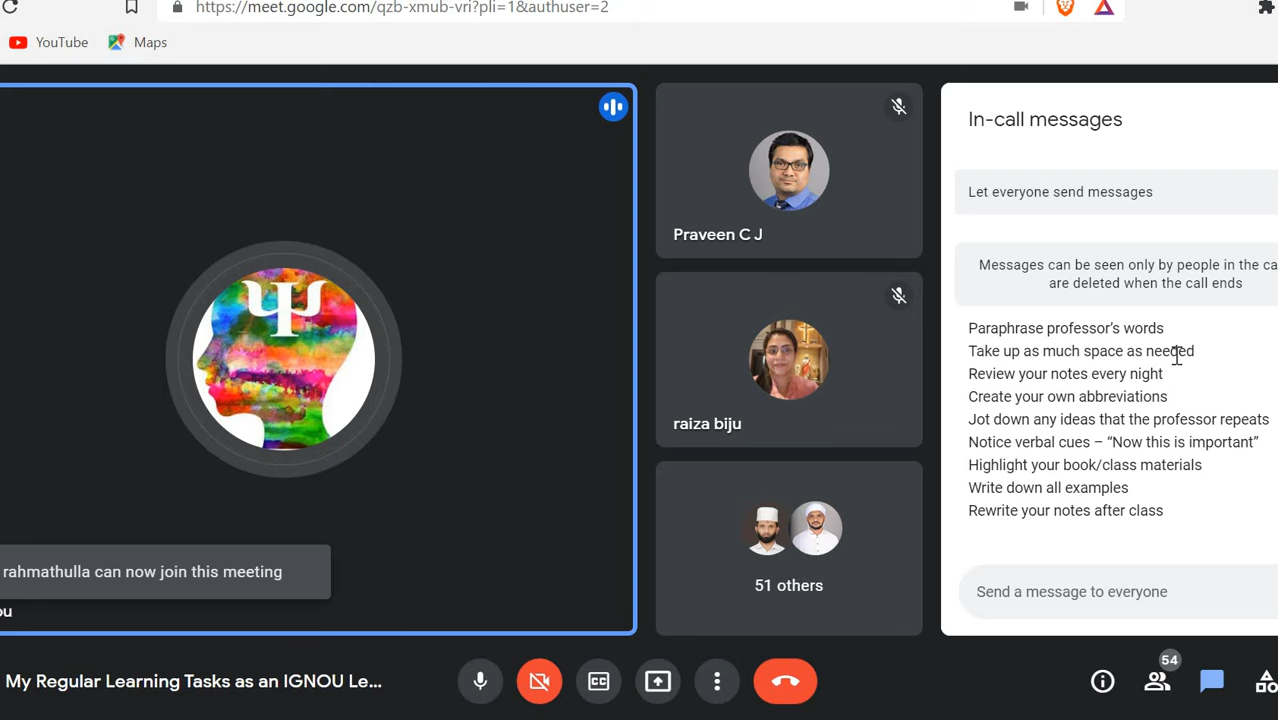 https://meet.google.com/qzb-xmub-vri?pli=1&authuser=2
YouTube
Maps
Praveen C J
raiza biju
51 others
rahmathulla can now join this meeting
ou
In-call messages
Let everyone send messages
Messages can be seen only by people in the ca
are deleted when the call ends
Paraphrase professor's words
Take up as much space as needed
Review your notes every night
Create your own abbreviations
Jot down any ideas that the professor repeats
Notice verbal cues – “Now this is important”
Highlight your book/class materials
Write down all examples
Rewrite your notes after class
Send a message to everyone
My Regular Learning Tasks as an IGNOU Le...
CC
54